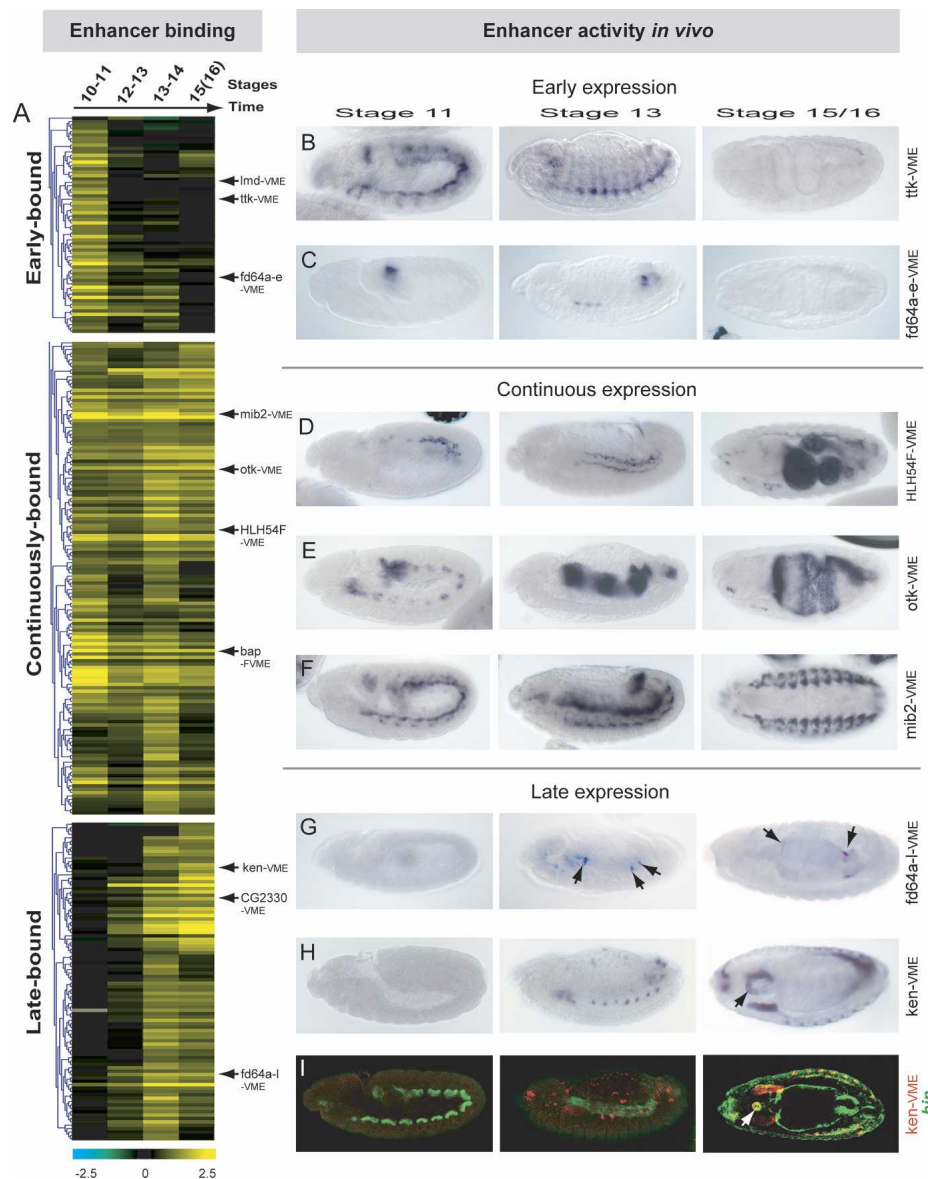 Enhancer binding
Enhancer activity in vivo
10-11
12-13
13-14
15(16)
Stages
Time
A
Early-bound
lmd-VME
ttk-VME
fd64a-e
-VME
Continuously-bound
mib2-VME
otk-VME
HLH54F
-VME
bap
-FVME
Late-bound
ken-VME
CG2330
-VME
fd64a-l
-VME
-2.5
0
2.5
Early expression
Stage 11
Stage 13
Stage 15/16
B
ttk-VME
C
fd64a-e-VME
Continuous expression
D
HLH54F-VME
E
otk-VME
F
mib2-VME
Late expression
G
fd64a-l-VME
H
ken-VME
I
ken-VME
bin